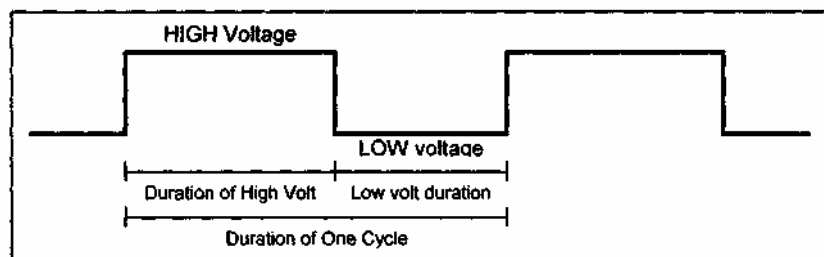 HIGH Voltage
LOW voltage
Duration of High Volt
Low volt duration
Duration of One Cycle